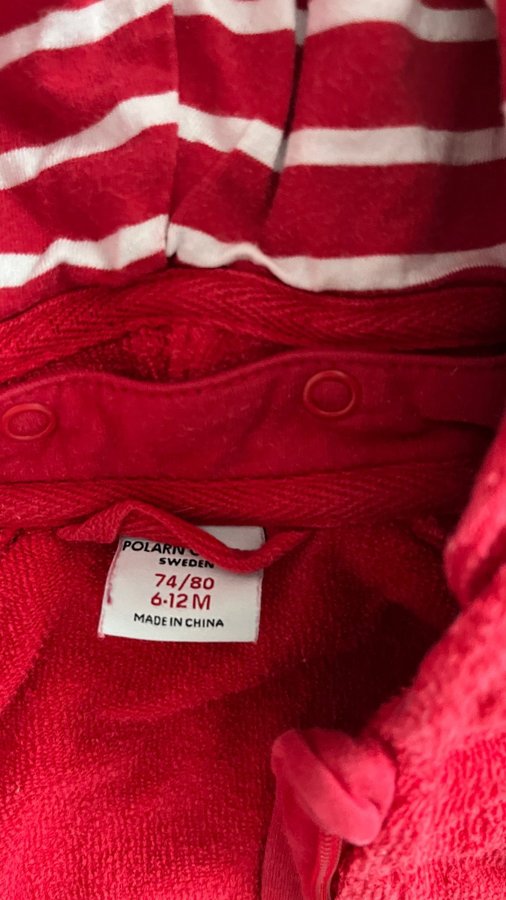 POLARN
SWEDEN
74/80
6-12 M
MADE IN CHINA